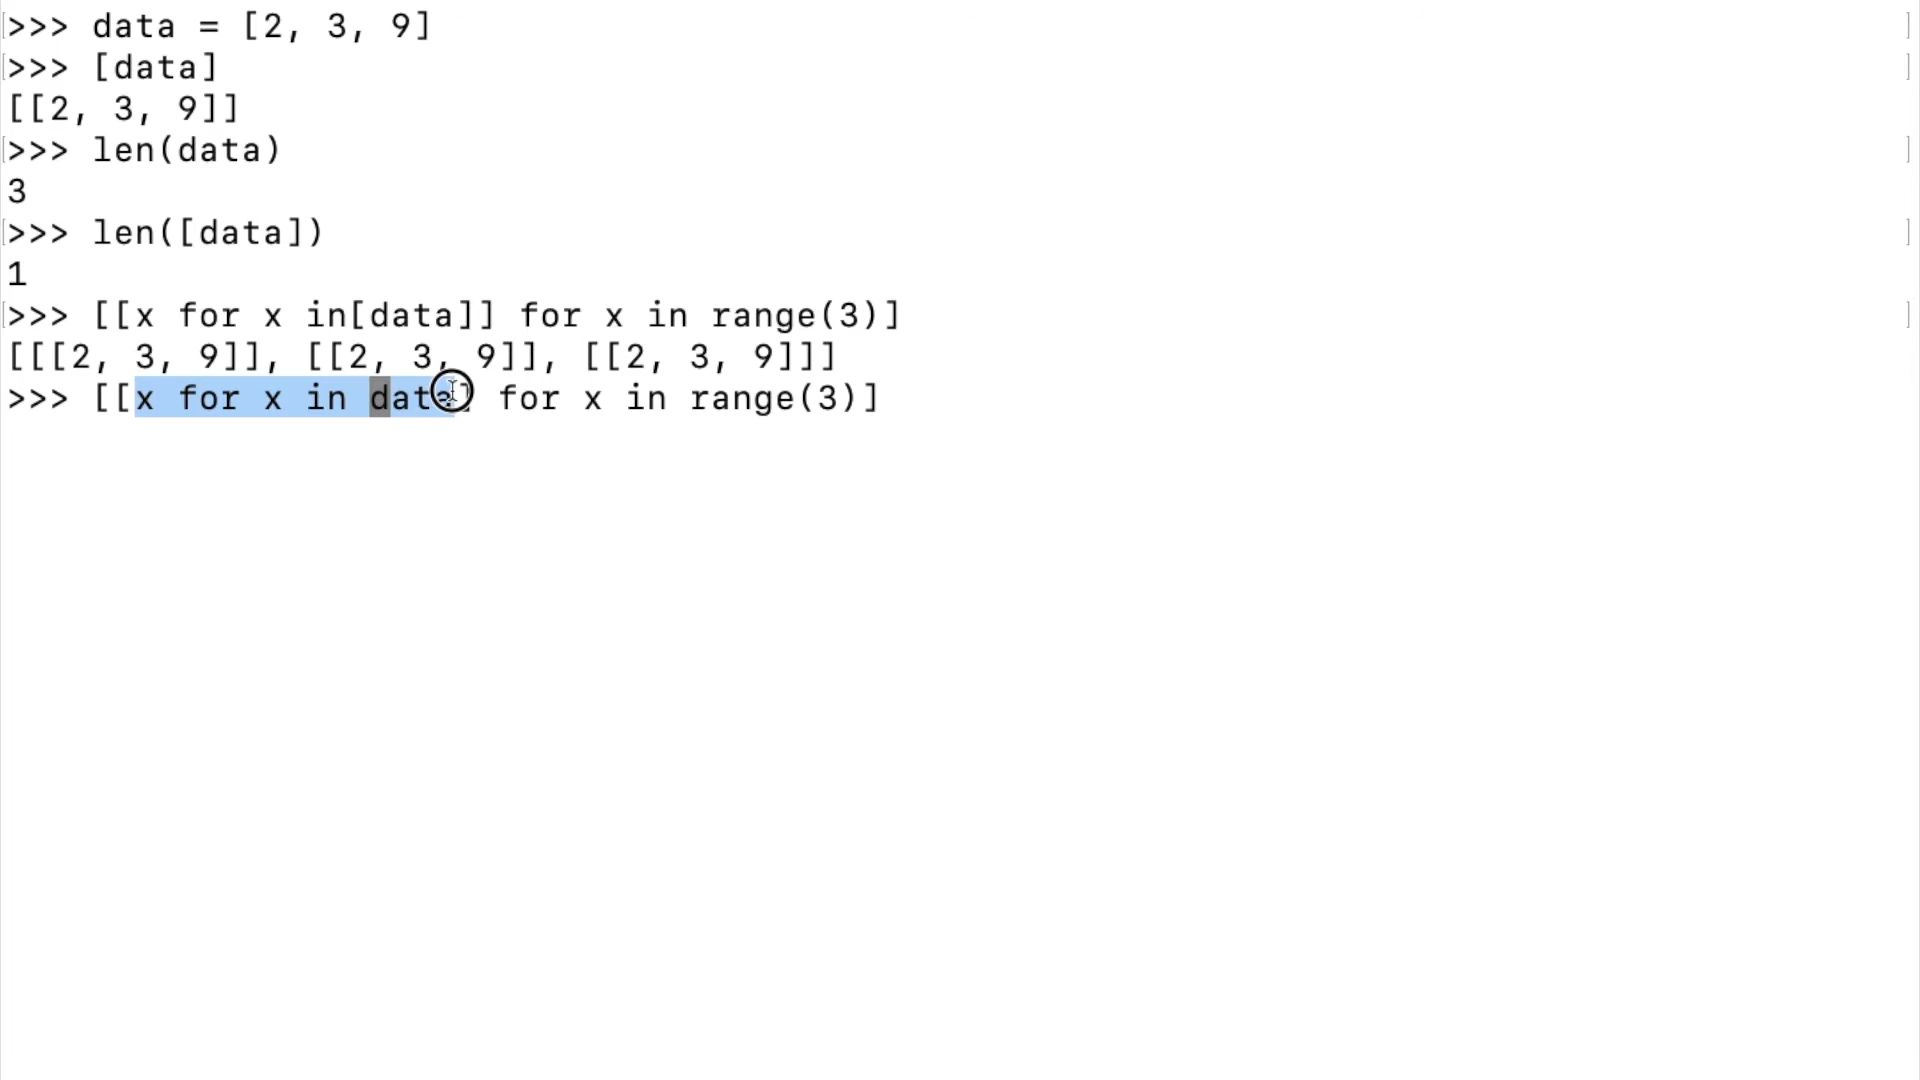 >>> data = [2, 3, 9]
>>> [data]
[[2, 3, 9]]
>>> len(data)
3
>>> len([data])
1
>>> [[x for x in[data]] for x in range(3)]
[[[2, 3, 9]], [[2, 3, 9]], [[2, 3, 9]]]
>>> [[x for x in data] for x in range(3)]